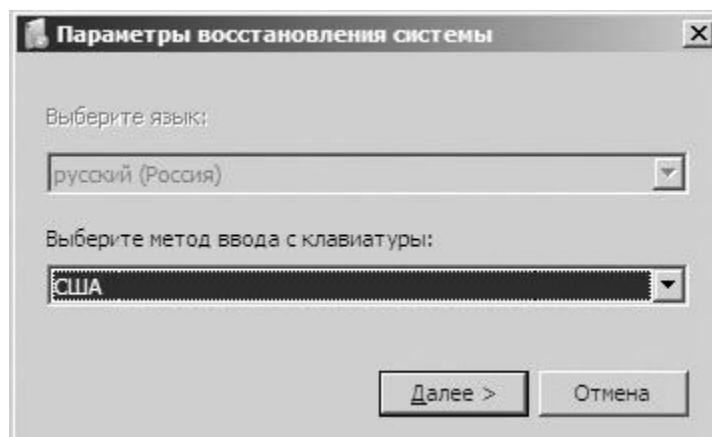 Параметры восстановления системы
Выберите язык:
русский (Россия)
Выберите метод ввода с клавиатуры:
США
Далее > Отмена